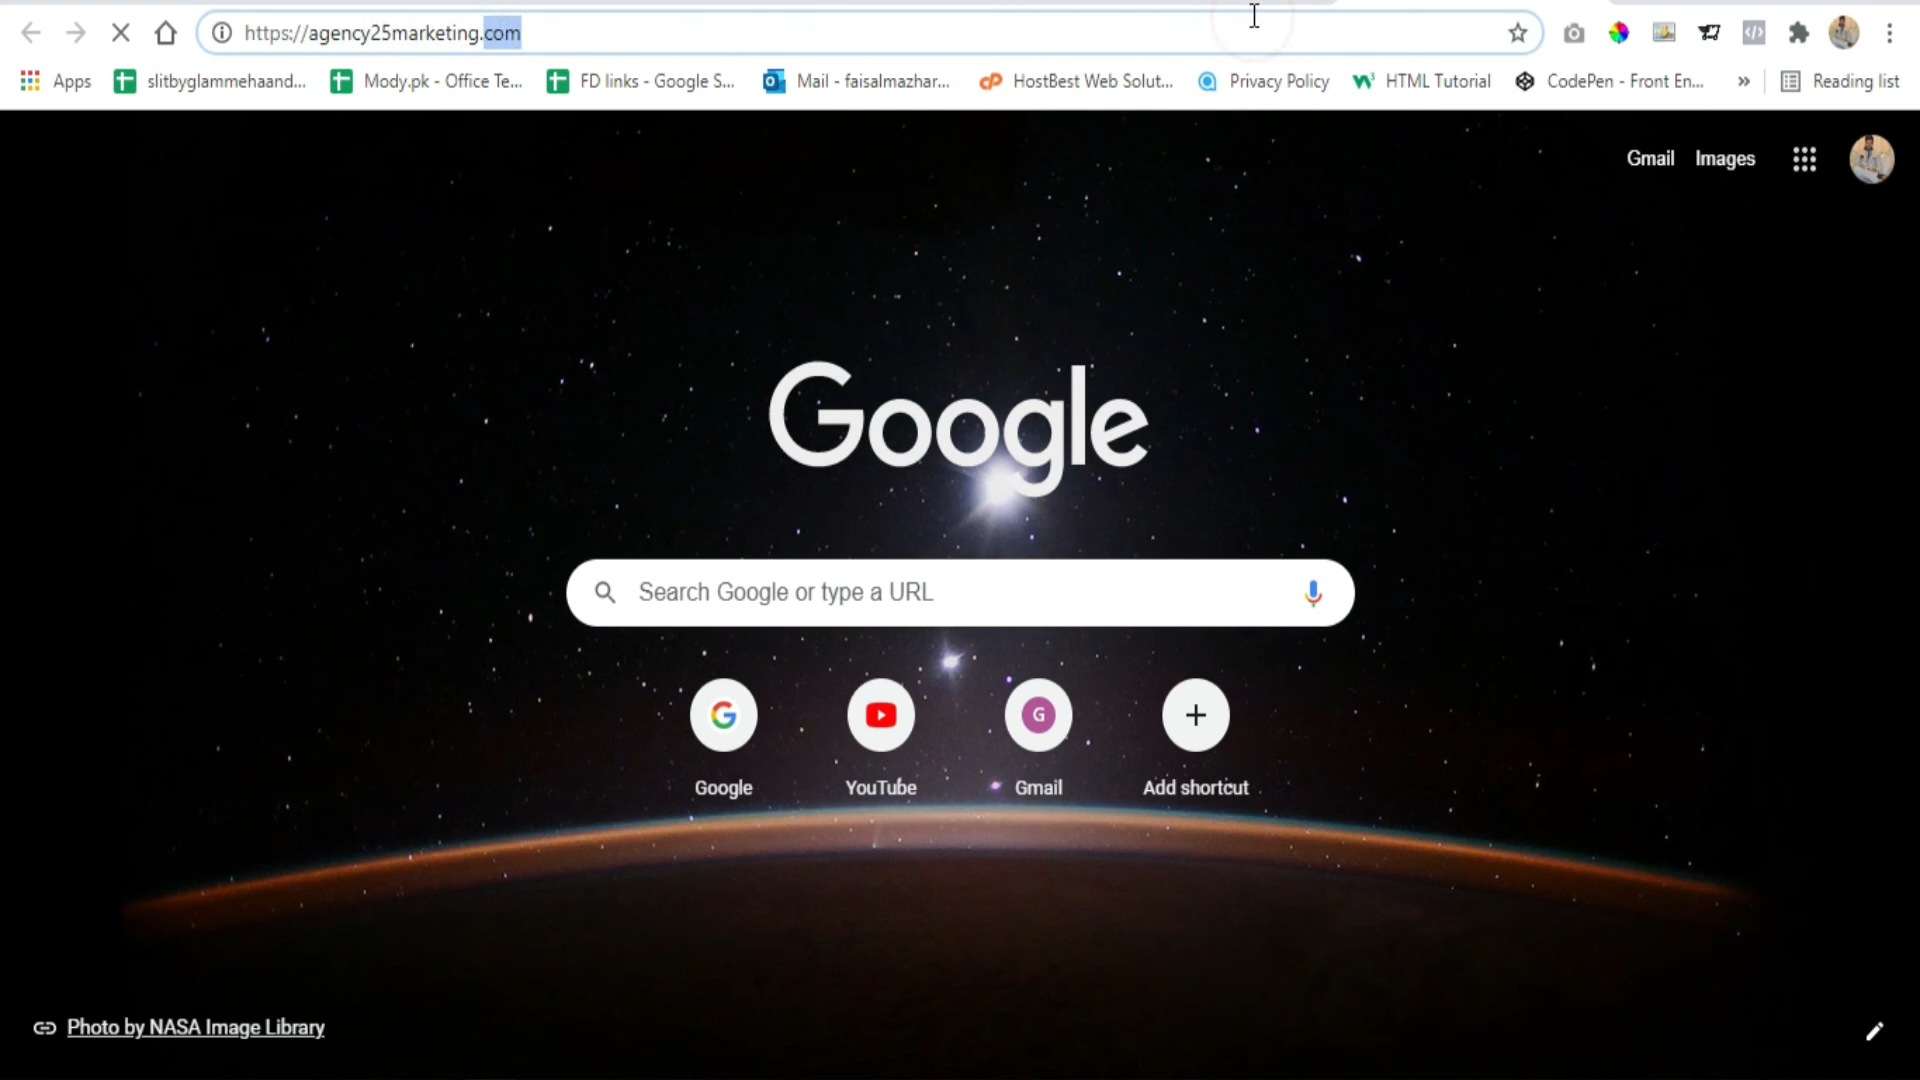 https://agency25marketing.com
Apps slitbyglammehaand... Mody.pk - Office Te... FD links - Google S... Mail - faisalmazhar... HostBest Web Solut... Privacy Policy HTML Tutorial CodePen - Front En... » Reading list
Gmail Images
Google
Search Google or type a URL
G
Google YouTube Gmail Add shortcut
Photo by NASA Image Library